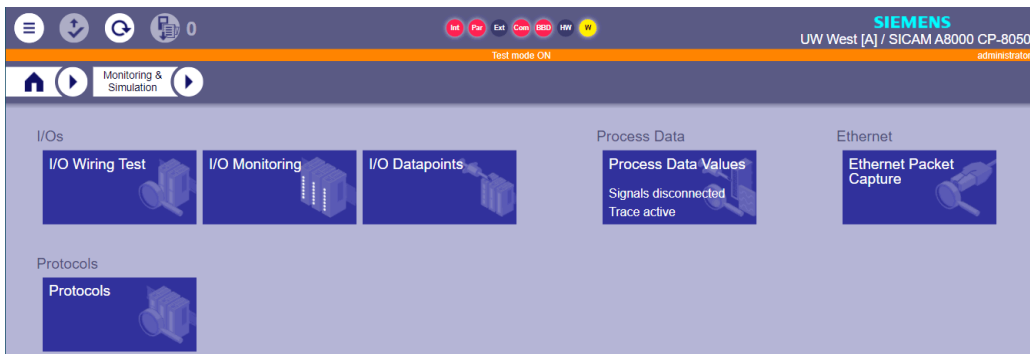 0
Int Par Ext Com BBD HW W
SIEMENS
UW West [A] / SICAM A8000 CP-8050
Test mode ON
administrator
Monitoring &
Simulation
I/Os
I/O Wiring Test
I/O Monitoring
I/O Datapoints
Process Data
Process Data Values
Signals disconnected
Trace active
Ethernet
Ethernet Packet
Capture
Protocols
Protocols